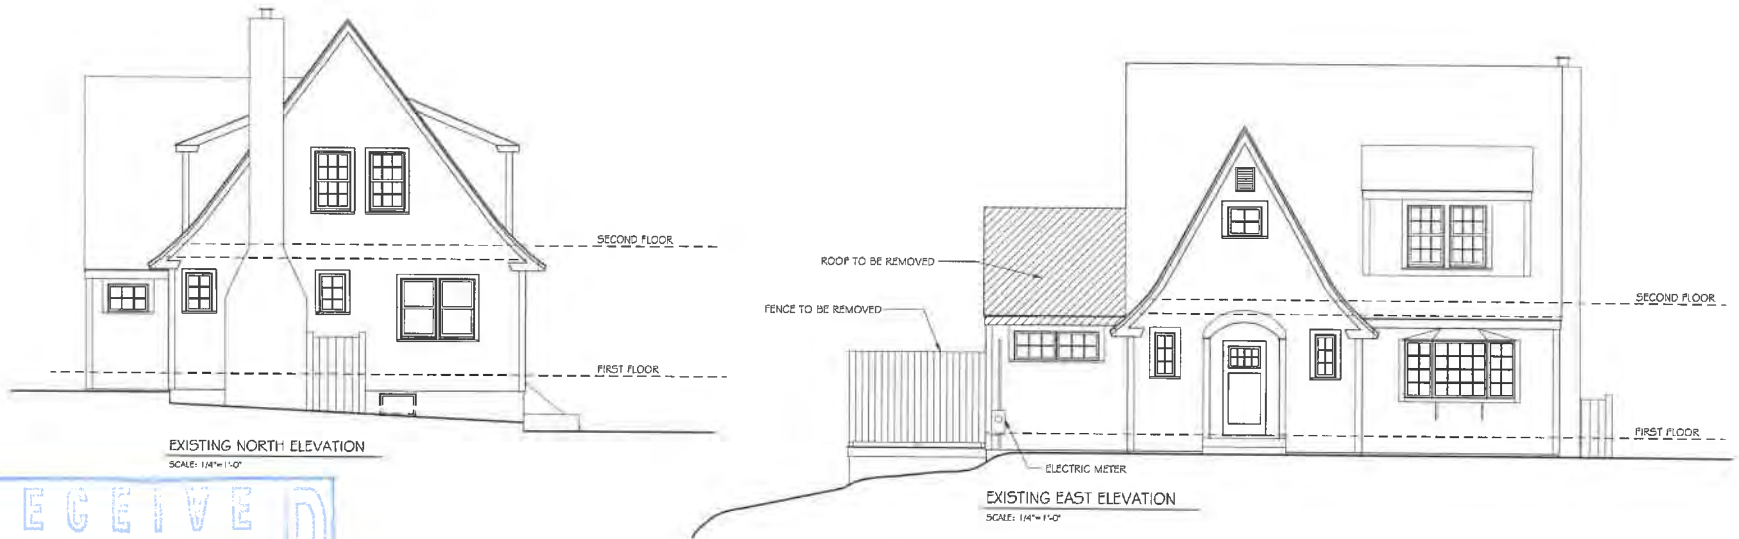 SECOND FLOOR
FIRST FLOOR
EXISTING NORTH ELEVATION
SCALE: 1/4"=1'-0"
ECEIVE D
ROOF TO BE REMOVED
FENCE TO BE REMOVED
SECOND FLOOR
FIRST FLOOR
ELECTRIC METER
EXISTING EAST ELEVATION
SCALE: 1/4"=1'-0"